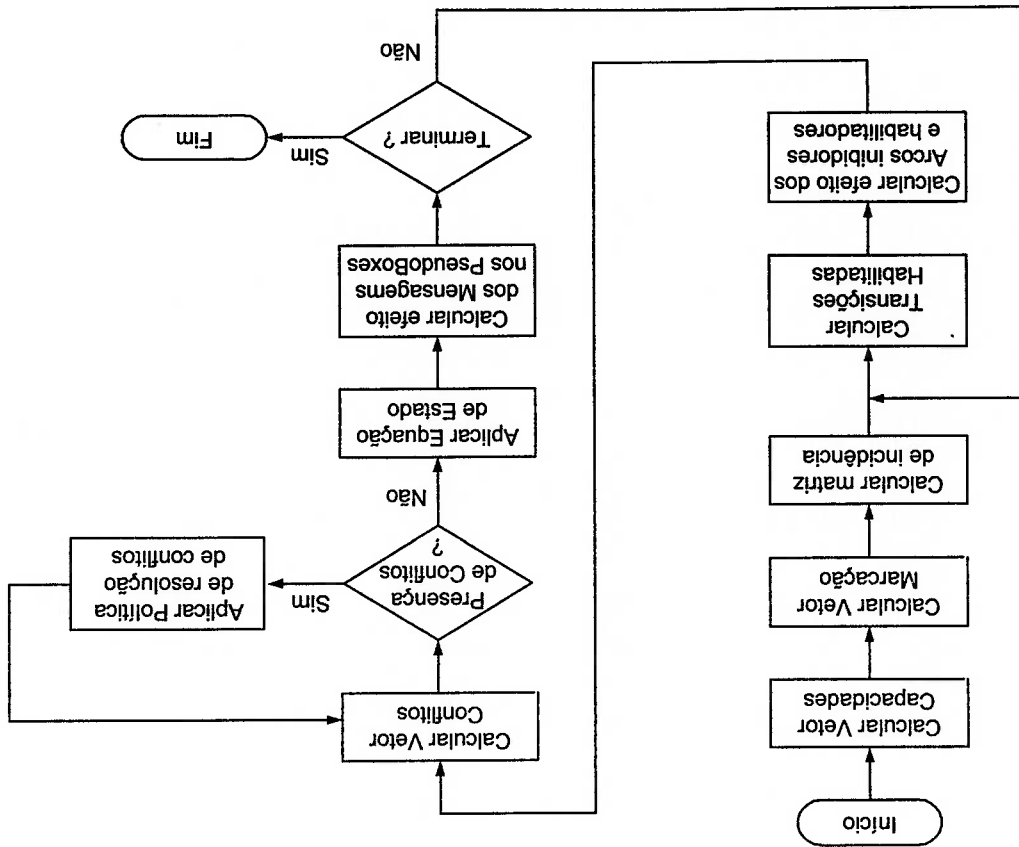 Início
Calcular Vetor
Capacidades
Calcular Vetor
Marcação
Calcular matriz
de incidência
Calcular
Transições
Habilitadas
Calcular efeito dos
Arcos inibidores
e habilitadores
Calcular Vetor
Conflitos
Presença
de Conflitos
?
Sim
Aplicar Política
de resolução
de conflitos
Não
Aplicar Equação
de Estado
Calcular efeito
dos Mensagems
nos PseudoBoxes
Terminar ?
Sim
Fim
Não